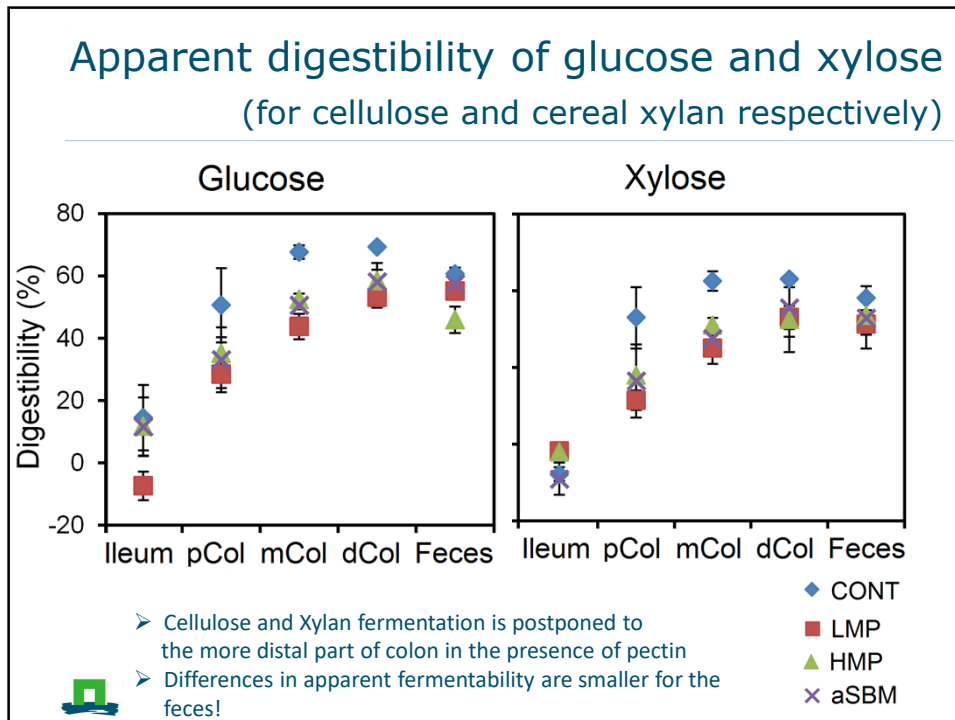 Apparent digestibility of glucose and xylose
(for cellulose and cereal xylan respectively)
Glucose
Xylose
Digestibility (%)
80
60
40
20
0
-20
Ileum pCol mCol dCol Feces
Ileum pCol mCol dCol Feces
CONT
LMP
HMP
aSBM
➢ Cellulose and Xylan fermentation is postponed to
the more distal part of colon in the presence of pectin
➢ Differences in apparent fermentability are smaller for the
feces!